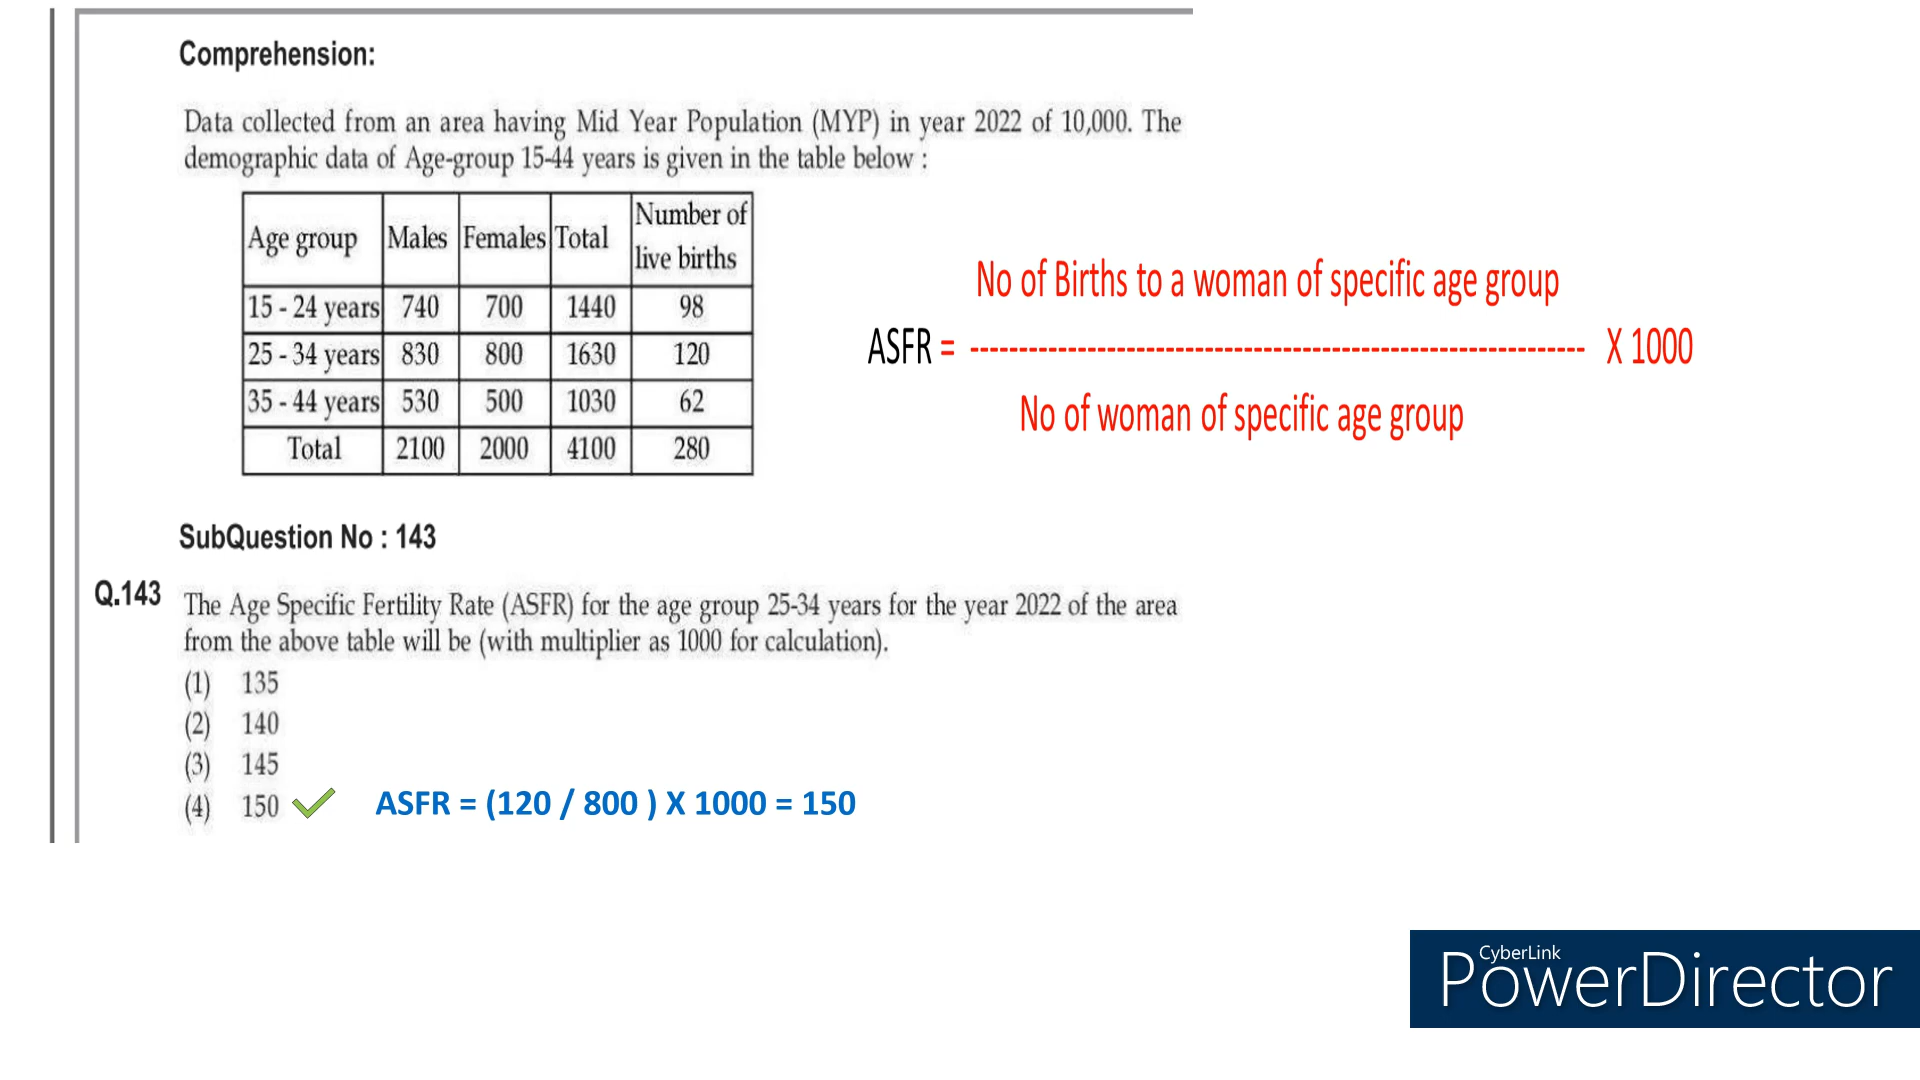 Comprehension:
Data collected from an area having Mid Year Population (MYP) in year 2022 of 10,000. The
demographic data of Age-group 15-44 years is given in the table below :
Age group Males Females Total Number of live births
15 - 24 years 740 700 1440 98
25 - 34 years 830 800 1630 120
35 - 44 years 530 500 1030 62
Total 2100 2000 4100 280
No of Births to a woman of specific age group
ASFR = --------------------------------------------------------------- X 1000
No of woman of specific age group
SubQuestion No : 143
Q.143 The Age Specific Fertility Rate (ASFR) for the age group 25-34 years for the year 2022 of the area
from the above table will be (with multiplier as 1000 for calculation).
(1) 135
(2) 140
(3) 145
(4) 150 ASFR = (120 / 800 ) X 1000 = 150
CyberLink
PowerDirector